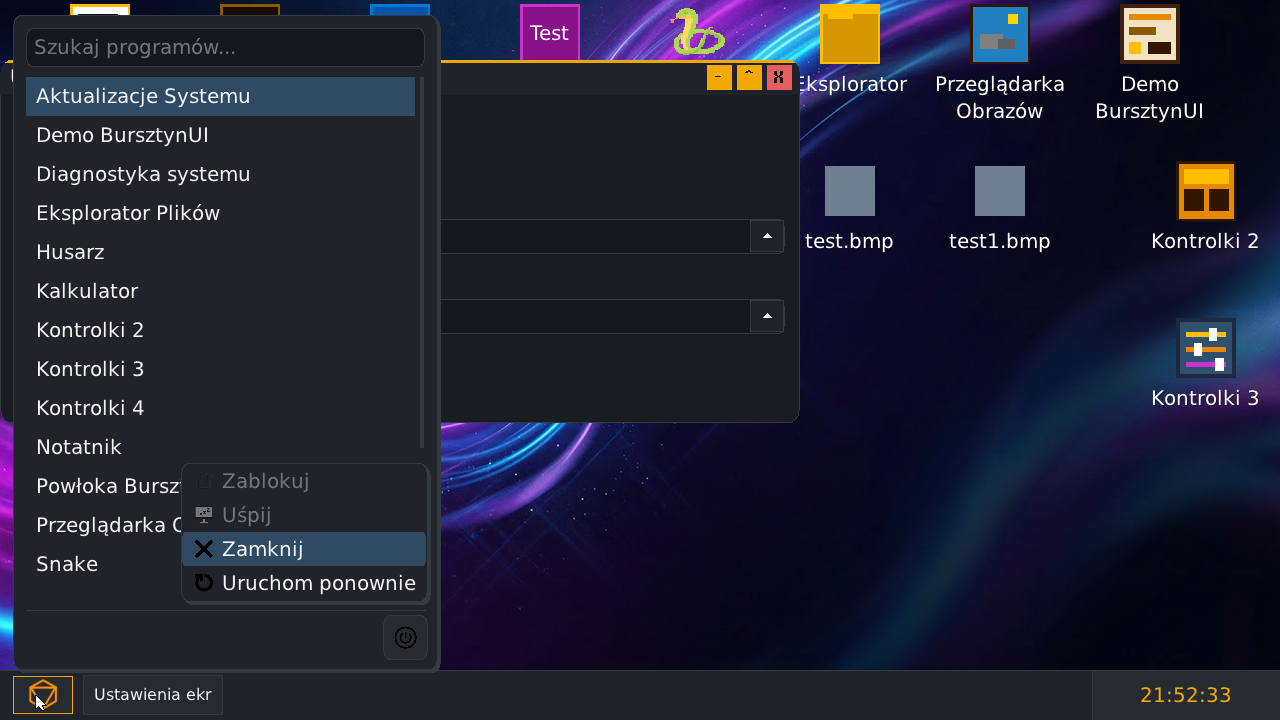 Szukaj programów...
Aktualizacje Systemu
Demo BursztynUI
Diagnostyka systemu
Eksplorator Plików
Husarz
Kalkulator
Kontrolki 2
Kontrolki 3
Kontrolki 4
Notatnik
Powłoka Bursz
Przeglądarka
Snake
Zablokuj
Uśpij
Zamknij
Uruchom ponownie
Test
Eksplorator
Przeglądarka
Obrazów
Demo
BursztynUI
test.bmp
test1.bmp
Kontrolki 2
Kontrolki 3
Ustawienia ekr
21:52:33